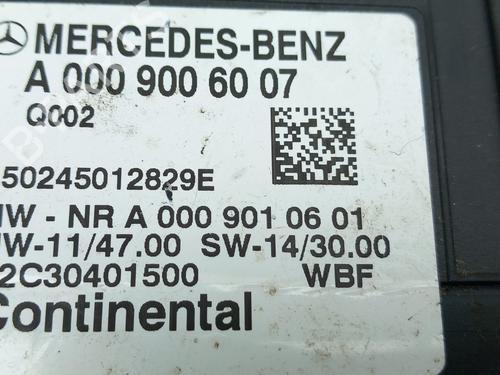 MERCEDES-BENZ
A 000 900 60 07
Q002
50245012829E
NR A 000 901 06 01
-11/47.00 SW-14/30.00
2C30401500 WBF
Continental